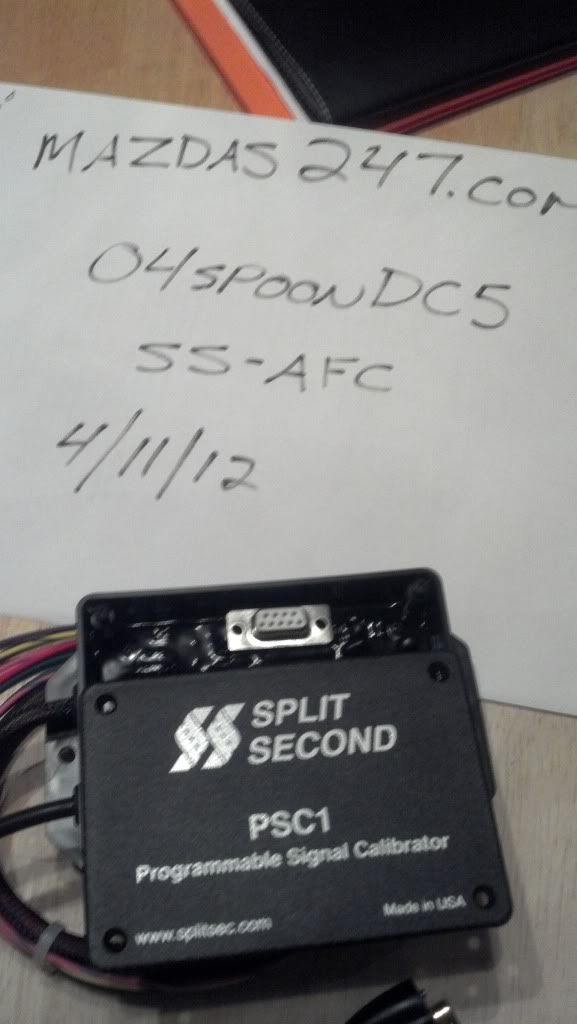 MAZDAS247.com
04SPOONDC5
SS-AFC
4/11/12
SPLIT
SECOND
PSC1
Programmable Signal Calibrator
Made in USA
www.splitsec.com